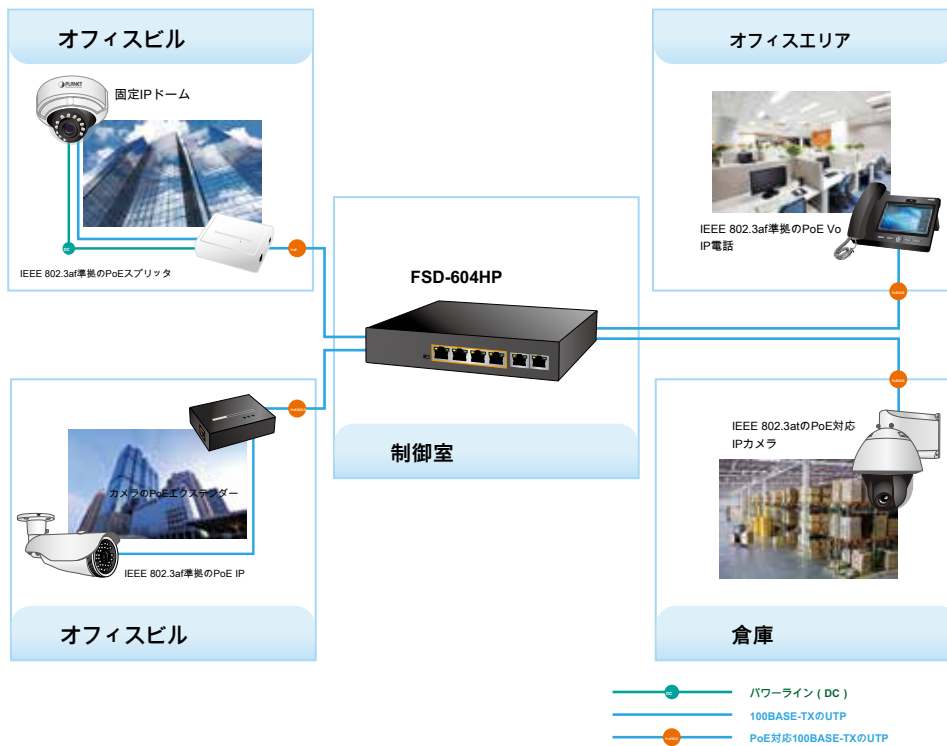 オフィスビル
PLANET
固定IPドーム
DC
PoE
IEEE 802.3af準拠のPoEスプリッタ
オフィスエリア
IEEE 802.3af準拠のPoE Vo
IP電話
FSD-604HP
制御室
カメラのPoEエクステンダー
IEEE 802.3af準拠のPoE IP
オフィスビル
IEEE 802.3atのPoE対応
IPカメラ
倉庫
DC
パワーライン ( DC )
100BASE-TXのUTP
PoE対応100BASE-TXのUTP